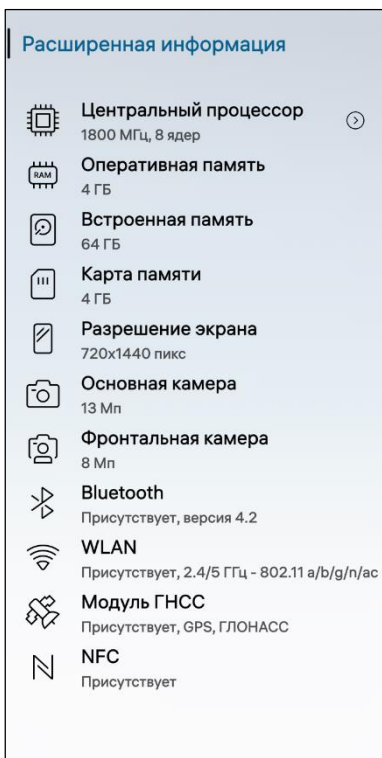 Расширенная информация
Центральный процессор
1800 МГц, 8 ядер
RAM
Оперативная память
4 ГБ
Встроенная память
64 ГБ
Карта памяти
4 ГБ
Разрешение экрана
720x1440 пикс
Основная камера
13 Мп
Фронтальная камера
8 Мп
Bluetooth
Присутствует, версия 4.2
WLAN
Присутствует, 2.4/5 ГГц - 802.11 a/b/g/n/ac
Модуль ГНСС
Присутствует, GPS, ГЛОНАСС
NFC
Присутствует